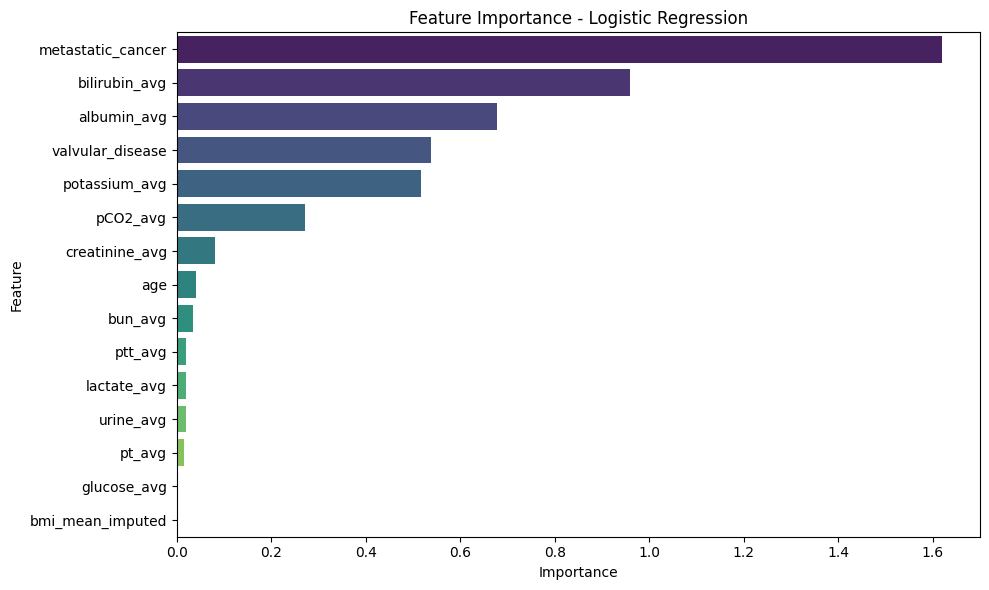 Feature Importance - Logistic Regression
metastatic_cancer
bilirubin_avg
albumin_avg
valvular_disease
potassium_avg
pCO2_avg
creatinine_avg
age
bun_avg
ptt_avg
lactate_avg
urine_avg
pt_avg
glucose_avg
bmi_mean_imputed
Feature
0.0 0.2 0.4 0.6 0.8 1.0 1.2 1.4 1.6
Importance